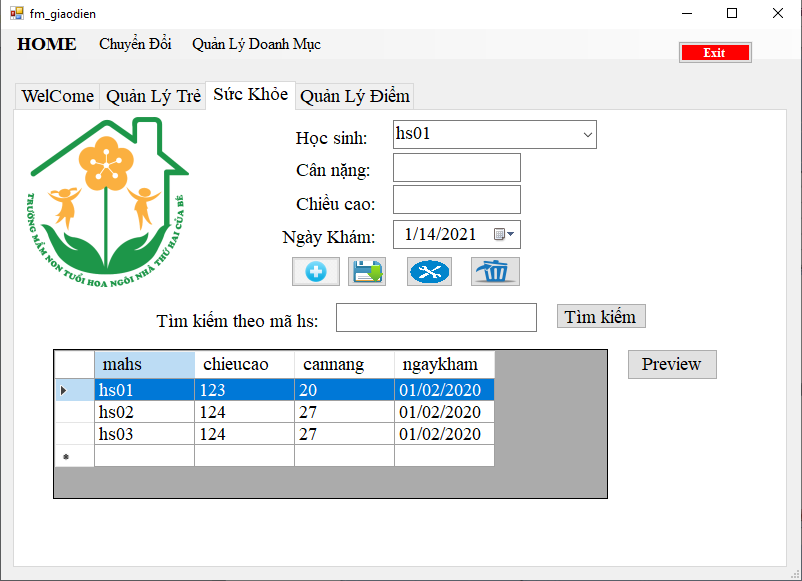 fm_giaodien
HOME Chuyển Đổi Quản Lý Doanh Mục
Exit
WelCome Quản Lý Trẻ Sức Khỏe Quản Lý Điểm
TRƯỜNG MẦM NON TUỔI HOA NGÔI NHÀ THỨ HAI CỦA BÉ
Học sinh: hs01
Cân nặng:
Chiều cao:
Ngày Khám: 1/14/2021
Tìm kiếm theo mã hs: Tìm kiếm
Preview
mahs chieucao cannang ngaykham
hs01 123 20 01/02/2020
hs02 124 27 01/02/2020
hs03 124 27 01/02/2020